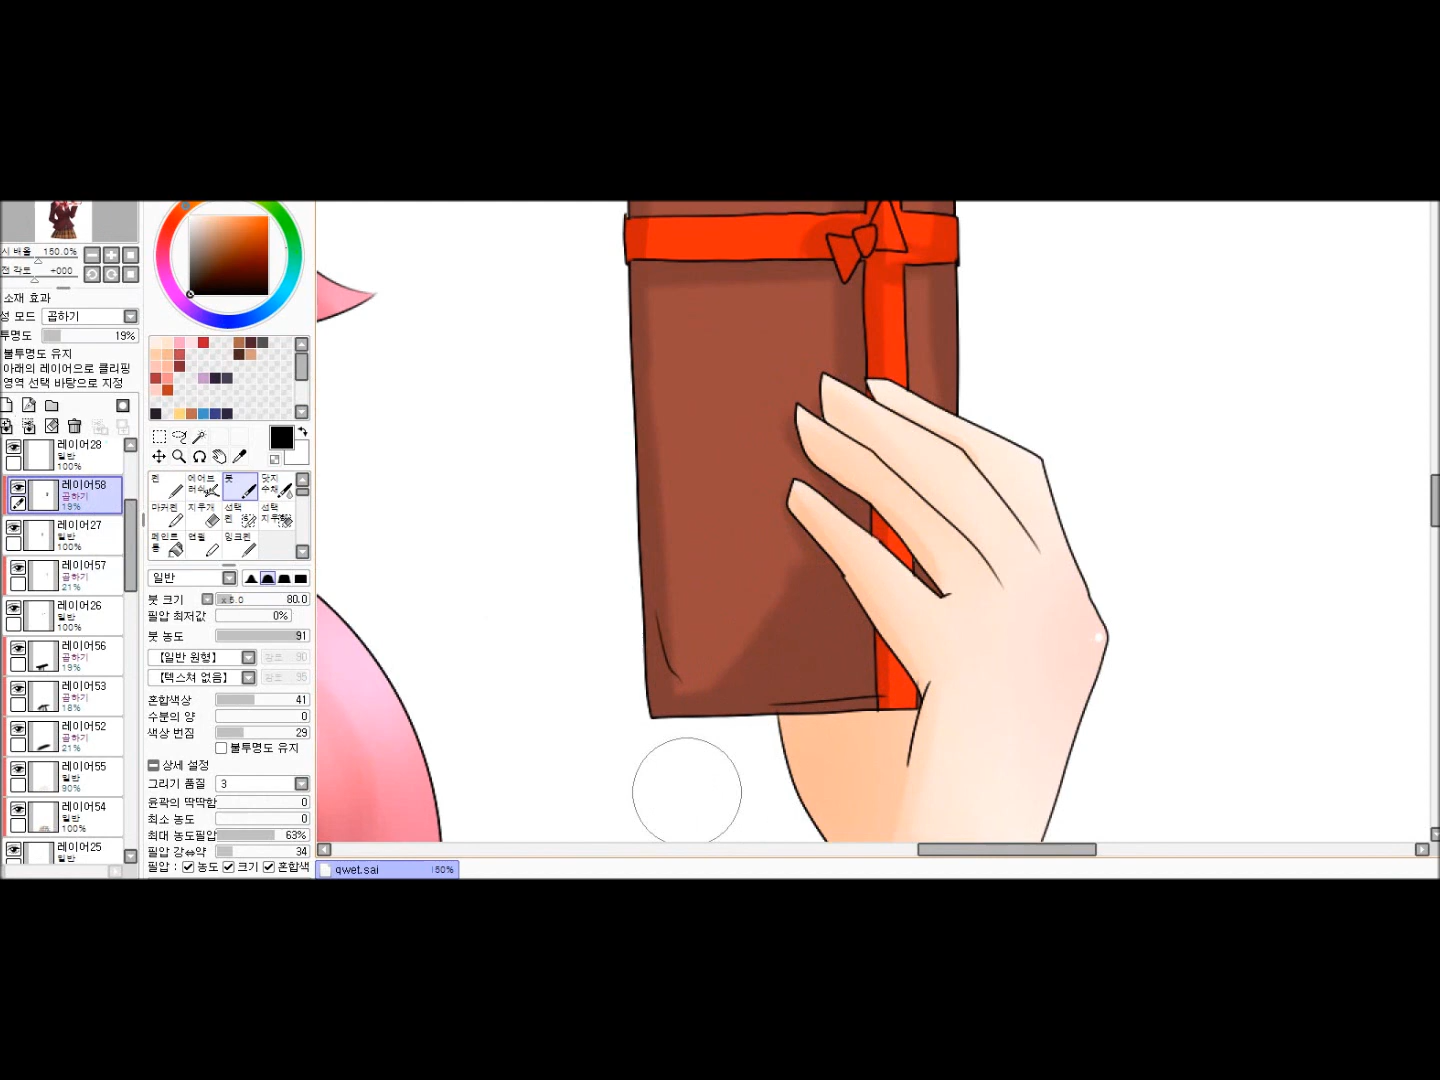 시 배율 150.0%
전 각도 +000
소재 효과
성 모드 곱하기
투명도 19%
불투명도 유지
아래의 레이어으로 클리핑
영역 선택 바탕으로 지정
레이어28
일반
100%
레이어58
곱하기
19%
레이어27
일반
100%
레이어57
곱하기
21%
레이어26
일반
100%
레이어56
곱하기
19%
레이어53
곱하기
18%
레이어52
곱하기
21%
레이어55
일반
90%
레이어54
일반
100%
레이어25
일반
펜 에어브러쉬 붓 닷지수채
마커펜 지우개 선택펜 선택지우개
페인트통 연필 잉크펜
일반
붓 크기 x5.0 80.0
필압 최저값 0%
붓 농도 91
【일반 원형】 강도 90
【텍스쳐 없음】 강도 95
혼합색상 41
수분의 양 0
색상 번짐 29
불투명도 유지
상세 설정
그리기 품질 3
윤곽의 딱딱함 0
최소 농도 0
최대 농도필압 63%
필압 강⇔약 34
필압 : 농도 크기 혼합색
qwet.sai 150%